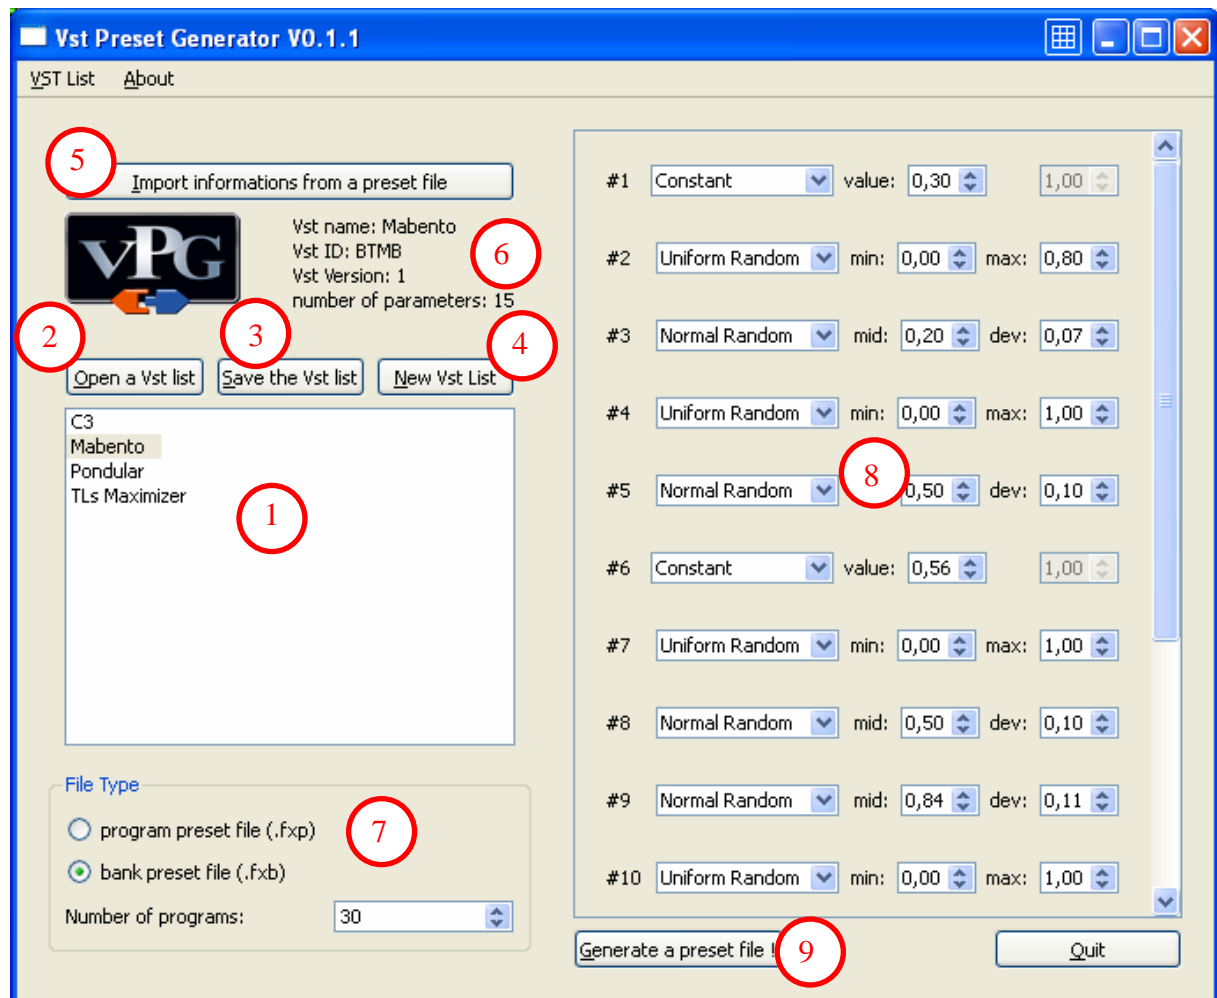 Vst Preset Generator V0.1.1
VST List About
5
Import informations from a preset file
VPG
Vst name: Mabento
Vst ID: BTMB
Vst Version: 1
number of parameters: 15
6
2
3
4
Open a Vst list Save the Vst list New Vst List
C3
Mabento
Pondular
TLs Maximizer
1
File Type
program preset file (.fxp)
7
bank preset file (.fxb)
Number of programs: 30
#1 Constant value: 0,30 1,00
#2 Uniform Random min: 0,00 max: 0,80
#3 Normal Random mid: 0,20 dev: 0,07
#4 Uniform Random min: 0,00 max: 1,00
8
#5 Normal Random 0,50 dev: 0,10
#6 Constant value: 0,56 1,00
#7 Uniform Random min: 0,00 max: 1,00
#8 Normal Random mid: 0,50 dev: 0,10
#9 Normal Random mid: 0,84 dev: 0,11
#10 Uniform Random min: 0,00 max: 1,00
Generate a preset file !
9
Quit